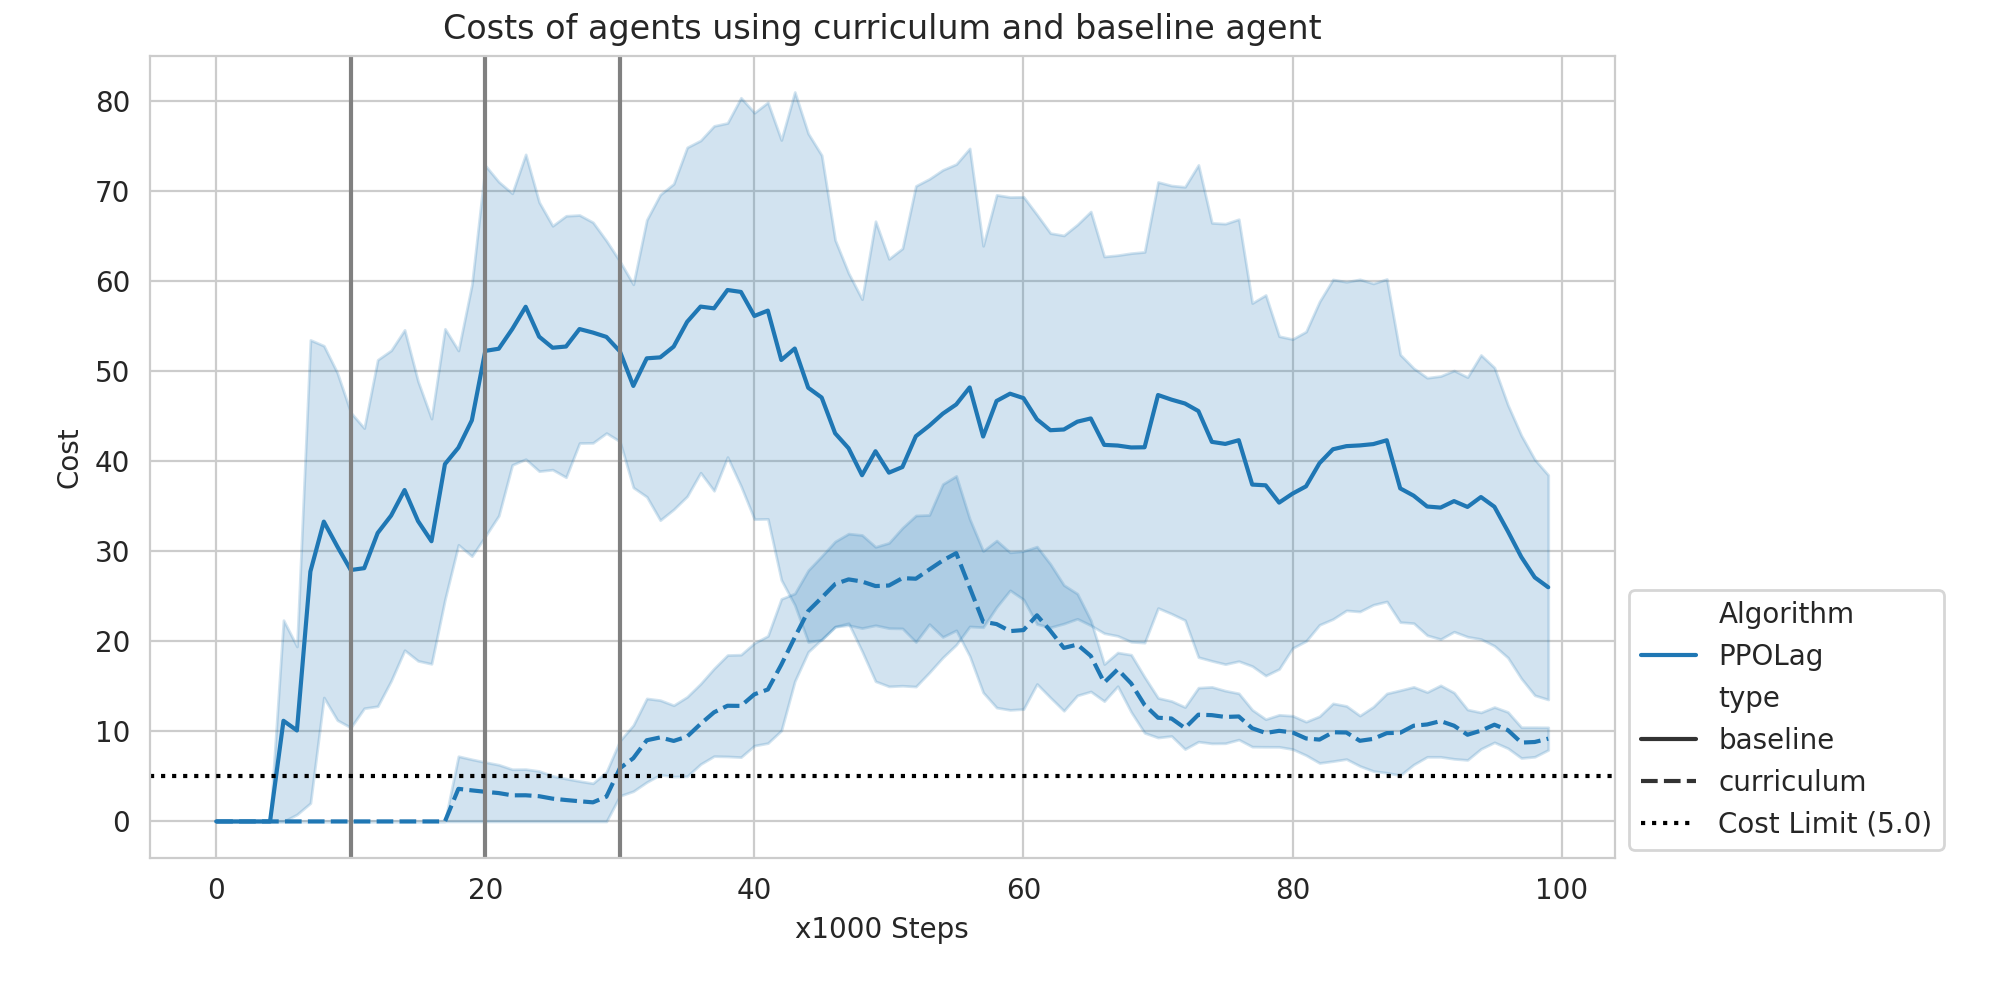 Costs of agents using curriculum and baseline agent
80
70
60
50
40
30
20
10
0
Cost
0
20
40
60
80
100
x1000 Steps
Algorithm
PPOLag
type
baseline
curriculum
Cost Limit (5.0)